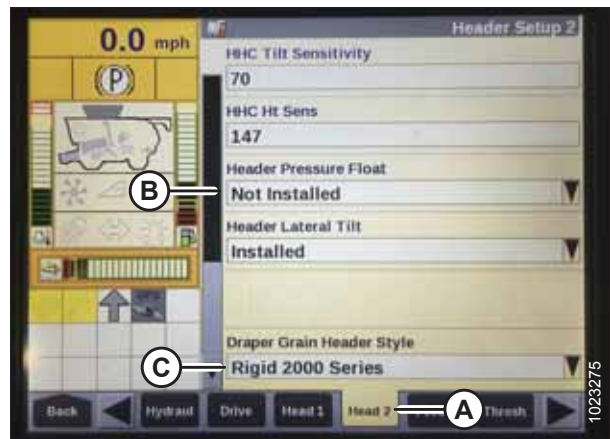 0.0 mph
Header Setup 2
(P)
HHC Tilt Sensitivity
70
HHC Ht Sens
147
Header Pressure Float
B
Not Installed
Header Lateral Tilt
Installed
Draper Grain Header Style
C
Rigid 2000 Series
Back
Hydraul
Drive
Head 1
Head 2
A
Thresh
1023275